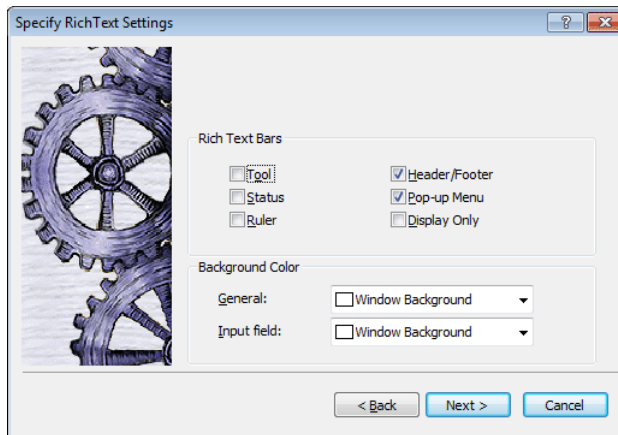 Specify RichText Settings
Rich Text Bars
Tool
Header/Footer
Status
Pop-up Menu
Ruler
Display Only
Background Color
General:
Window Background
Input field:
Window Background
< Back
Next >
Cancel